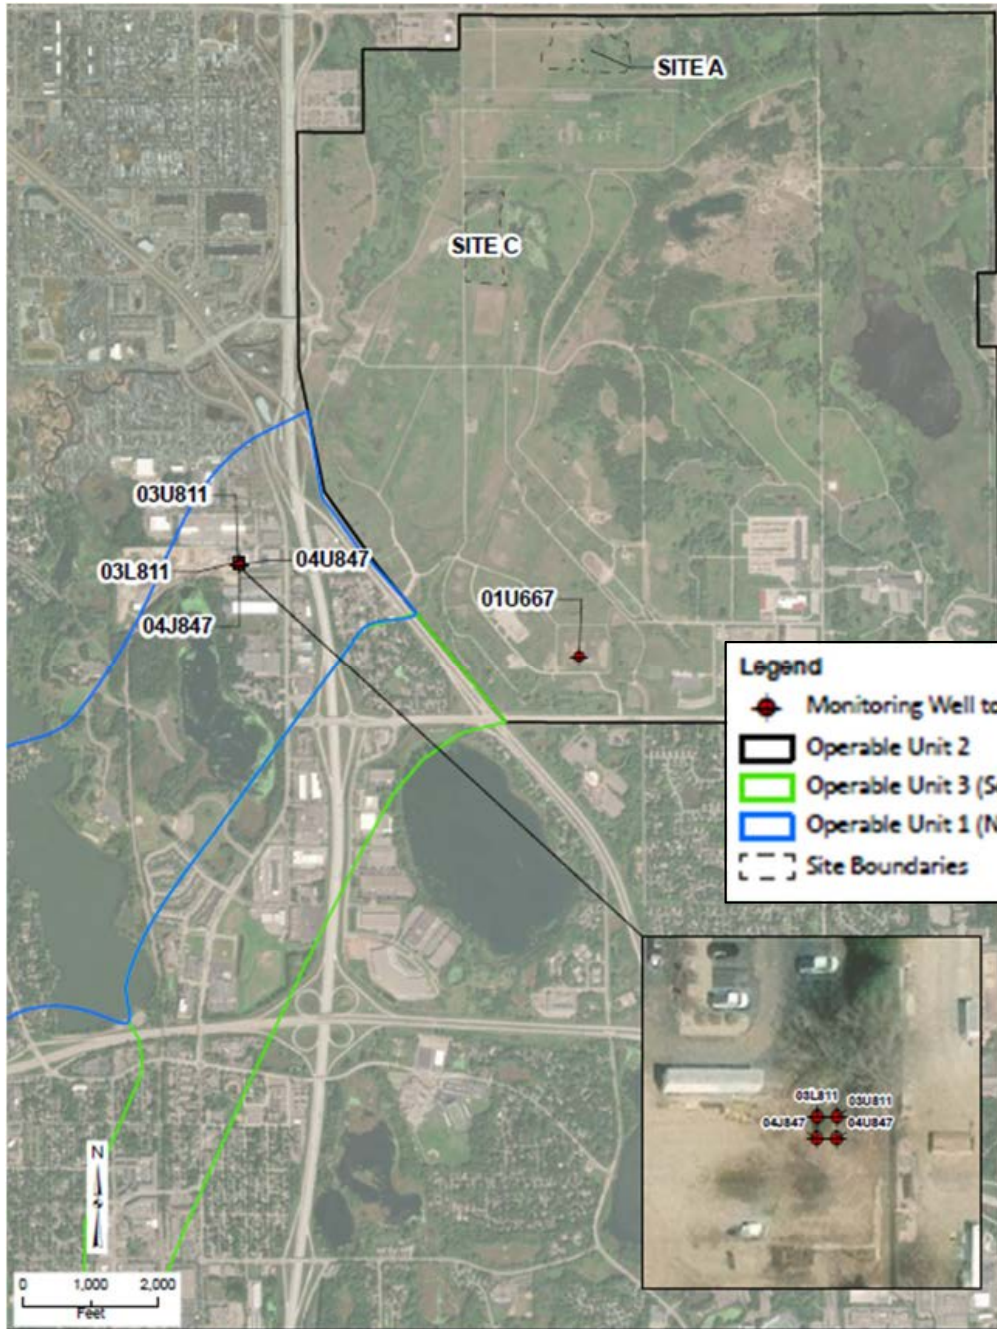 SITE A
SITE C
03U811
03L811
04U847
04J847
01U667
Legend
Monitoring Well to
Operable Unit 2
Operable Unit 3 (S
Operable Unit 1 (N
Site Boundaries
03L811
03U811
04J847
04U847
N
0 1,000 2,000
Feet